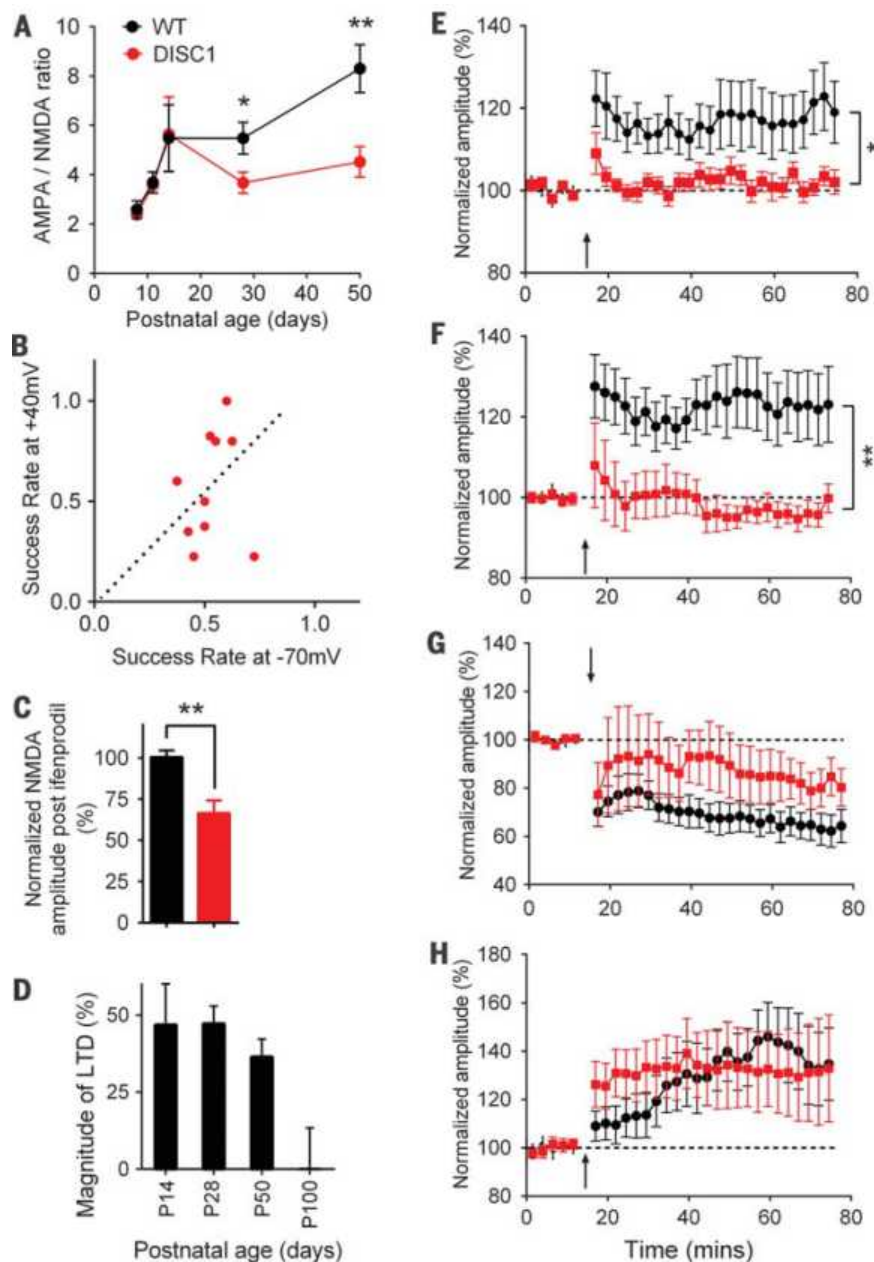 A
WT
DISC1
*
**
AMPA / NMDA ratio
10
8
6
4
2
0
0 10 20 30 40 50
Postnatal age (days)
B
Success Rate at +40mV
1.0
0.5
0.0
0.0 0.5 1.0
Success Rate at -70mV
C
**
Normalized NMDA
amplitude post ifenprodil
(%)
100
75
50
25
0
D
Magnitude of LTD (%)
50
25
0
P14 P28 P50 P100
Postnatal age (days)
E
Normalized amplitude (%)
140
120
100
80
*
0 20 40 60 80
F
Normalized amplitude (%)
140
120
100
80
**
0 20 40 60 80
G
Normalized amplitude (%)
140
120
100
80
60
40
0 20 40 60 80
H
Normalized amplitude (%)
180
160
140
120
100
80
0 20 40 60 80
Time (mins)